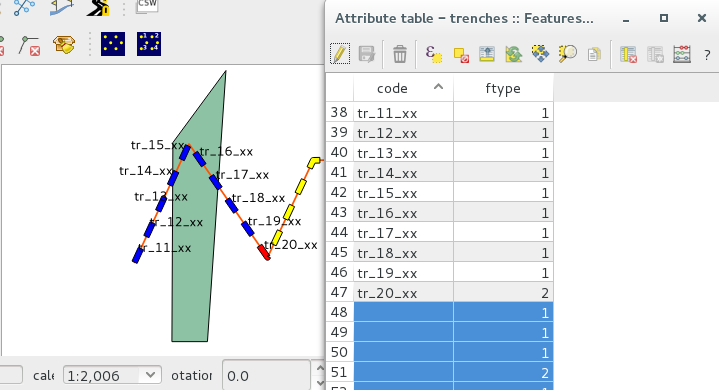 CSW
Attribute table – trenches :: Features...
?
code ftype
38 tr_11_xx 1
39 tr_12_xx 1
40 tr_13_xx 1
41 tr_14_xx 1
42 tr_15_xx 1
43 tr_16_xx 1
44 tr_17_xx 1
45 tr_18_xx 1
46 tr_19_xx 1
47 tr_20_xx 2
48 1
49 1
50 1
51 2
tr_15_xx
tr_16_xx
tr_14_xx
tr_17_xx
tr_13_xx
tr_18_xx
tr_12_xx
tr_19_xx
tr_11_xx
tr_20_xx
cale 1:2,006 otation 0.0